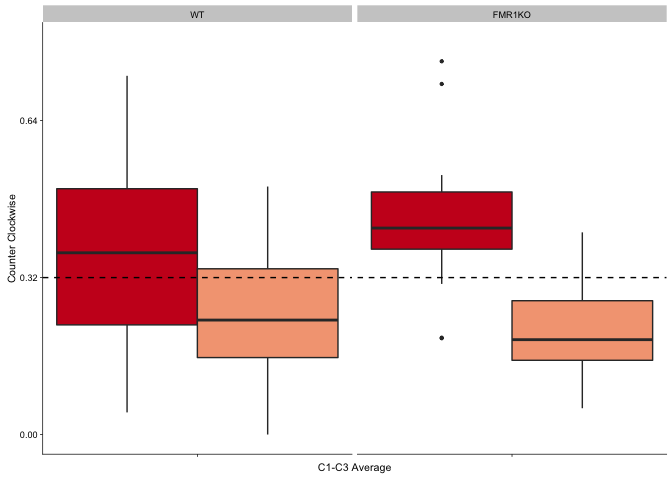 WT
FMR1KO
Counter Clockwise
0.64
0.32
0.00
C1-C3 Average